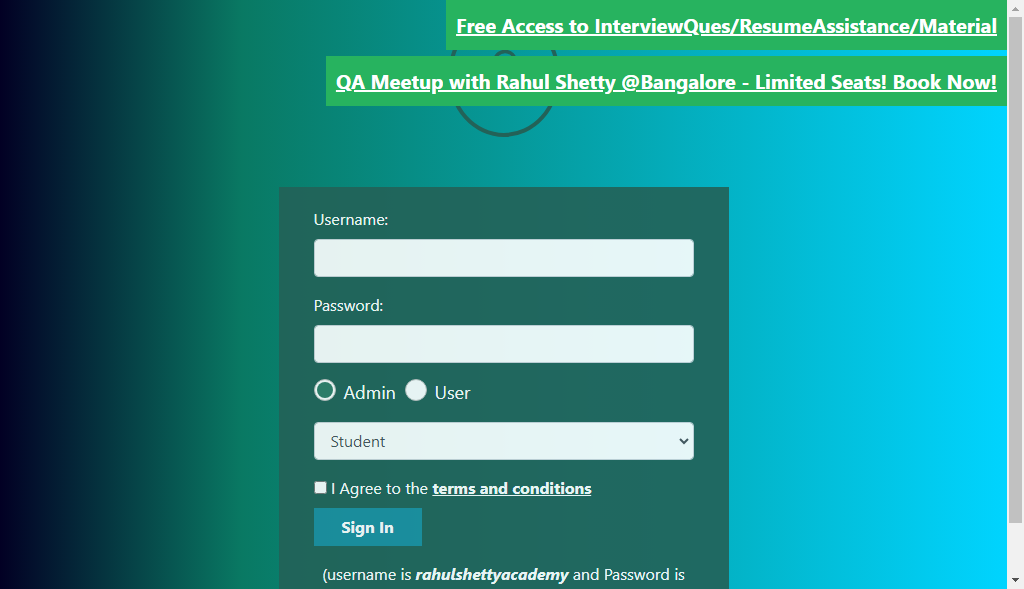 Free Access to InterviewQues/ResumeAssistance/Material
QA Meetup with Rahul Shetty @Bangalore - Limited Seats! Book Now!
Username:
Password:
Admin User
Student
I Agree to the terms and conditions
Sign In
(username is rahulshettyacademy and Password is